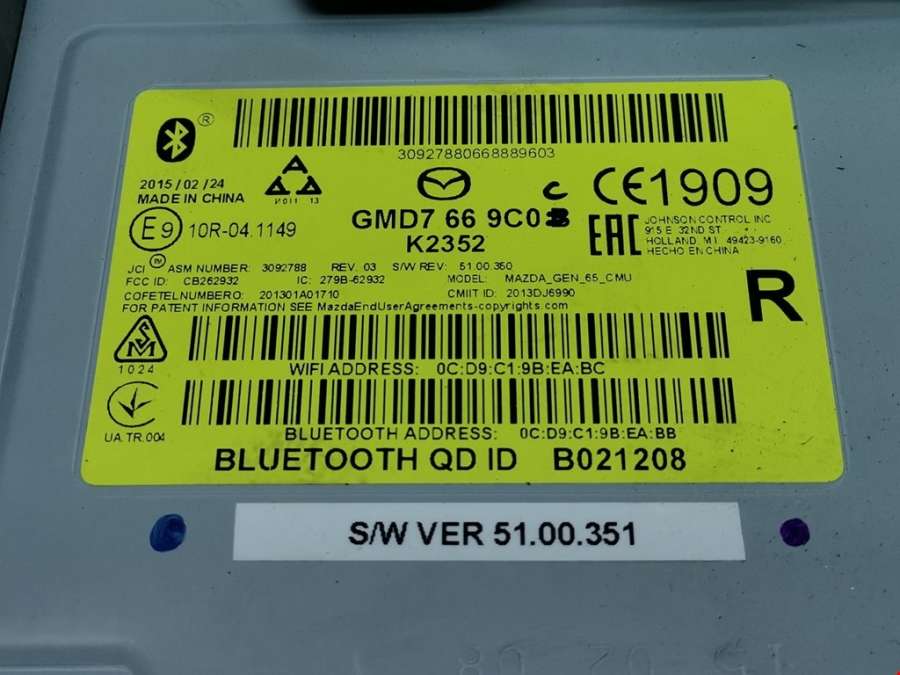 ®
30927880668889603
2015/02/24
MADE IN CHINA
V011 13
C
CE1909
E9 10R-04.1149
GMD7 66 9C0
K2352
EAC
JOHNSON CONTROL INC
915 E. 32ND ST.
HOLLAND MI 49423-9160
HECHO EN CHINA
JCI ASM NUMBER: 3092788 REV. 03 S/W REV: 51.00.350
FCC ID: CB262932 IC: 279B-62932 MODEL: MAZDA_GEN_65_CMU
COFETELNUMBERO: 201301A01710 CMIIT ID: 2013DJ6990
FOR PATENT INFORMATION SEE MazdaEndUserAgreements-copyrights.com
R
1024
WIFI ADDRESS: 0C:D9:C1:9B:EA:BC
UA.TR.004
BLUETOOTH ADDRESS: 0C:D9:C1:9B:EA:BB
BLUETOOTH QD ID B021208
S/W VER 51.00.351